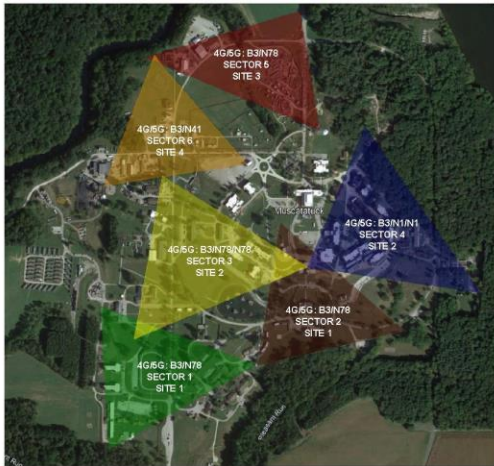 4G/5G: B3/N78
SECTOR 5
SITE 3
4G/5G: B3/N41
SECTOR 6
SITE 4
Muscatatuck
4G/5G: B3/N1/N1
SECTOR 4
SITE 2
4G/5G: B3/N78/N78
SECTOR 3
SITE 2
4G/5G: B3/N78
SECTOR 2
SITE 1
4G/5G: B3/N78
SECTOR 1
SITE 1